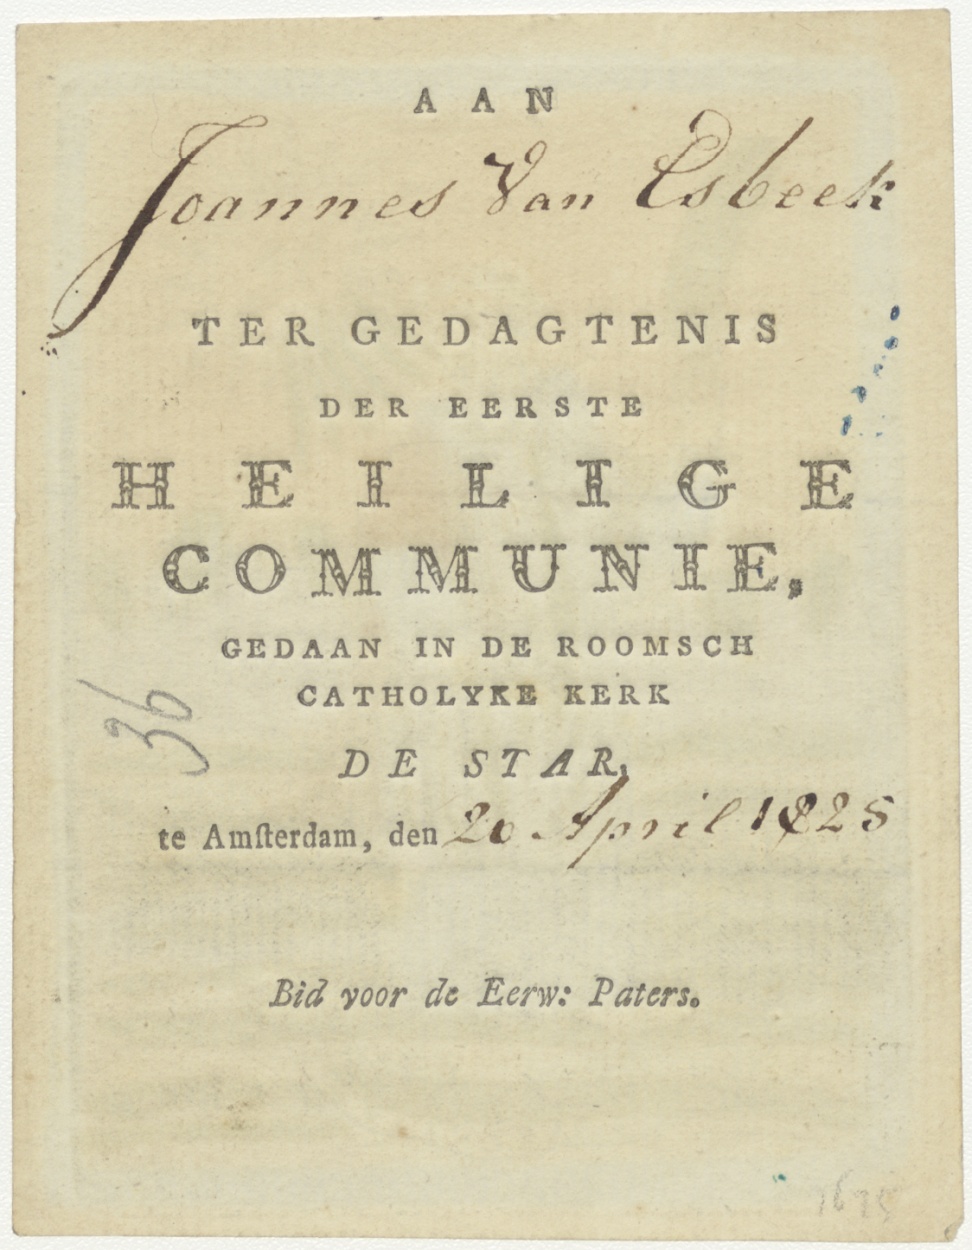 AAN
Joannes Van Esbeek
TER GEDAGTENIS
DER EERSTE
HEILIGE
COMMUNIE,
GEDAAN IN DE ROOMSCH
CATHOLYKE KERK
DE STAR,
te Amſterdam, den 20 April 1825
36
Bid voor de Eerw: Paters.